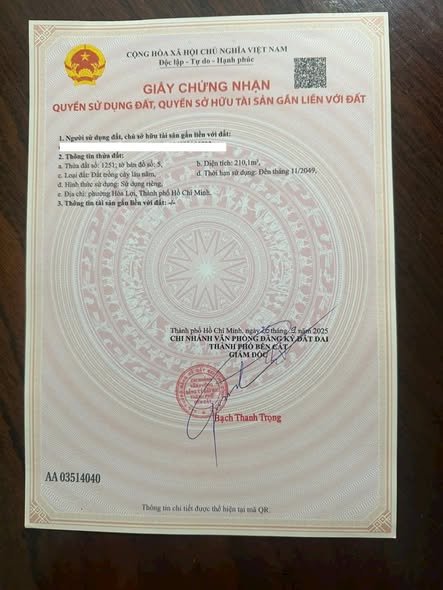 CỘNG HÒA XÃ HỘI CHỦ NGHĨA VIỆT NAM
Độc lập - Tự do - Hạnh phúc
GIẤY CHỨNG NHẬN
QUYỀN SỬ DỤNG ĐẤT, QUYỀN SỞ HỮU TÀI SẢN GẮN LIỀN VỚI ĐẤT
1. Người sử dụng đất, chủ sở hữu tài sản gắn liền với đất:
2. Thông tin thửa đất:
a. Thửa đất số: 1251; tờ bản đồ số: 5, b. Diện tích: 210,1m²,
c. Loại đất: Đất trồng cây lâu năm, d. Thời hạn sử dụng: Đến tháng 11/2049,
đ. Hình thức sử dụng: Sử dụng riêng,
e. Địa chỉ: phường Hòa Lợi, Thành phố Hồ Chí Minh.
3. Thông tin tài sản gắn liền với đất: -/-
Thành phố Hồ Chí Minh, ngày tháng năm 2025
CHI NHÁNH VĂN PHÒNG ĐĂNG KÝ ĐẤT ĐAI
THÀNH PHỐ BẾN CÁT
GIÁM ĐỐC
Bạch Thanh Trọng
AA 03514040
Thông tin chi tiết được thể hiện tại mã QR.